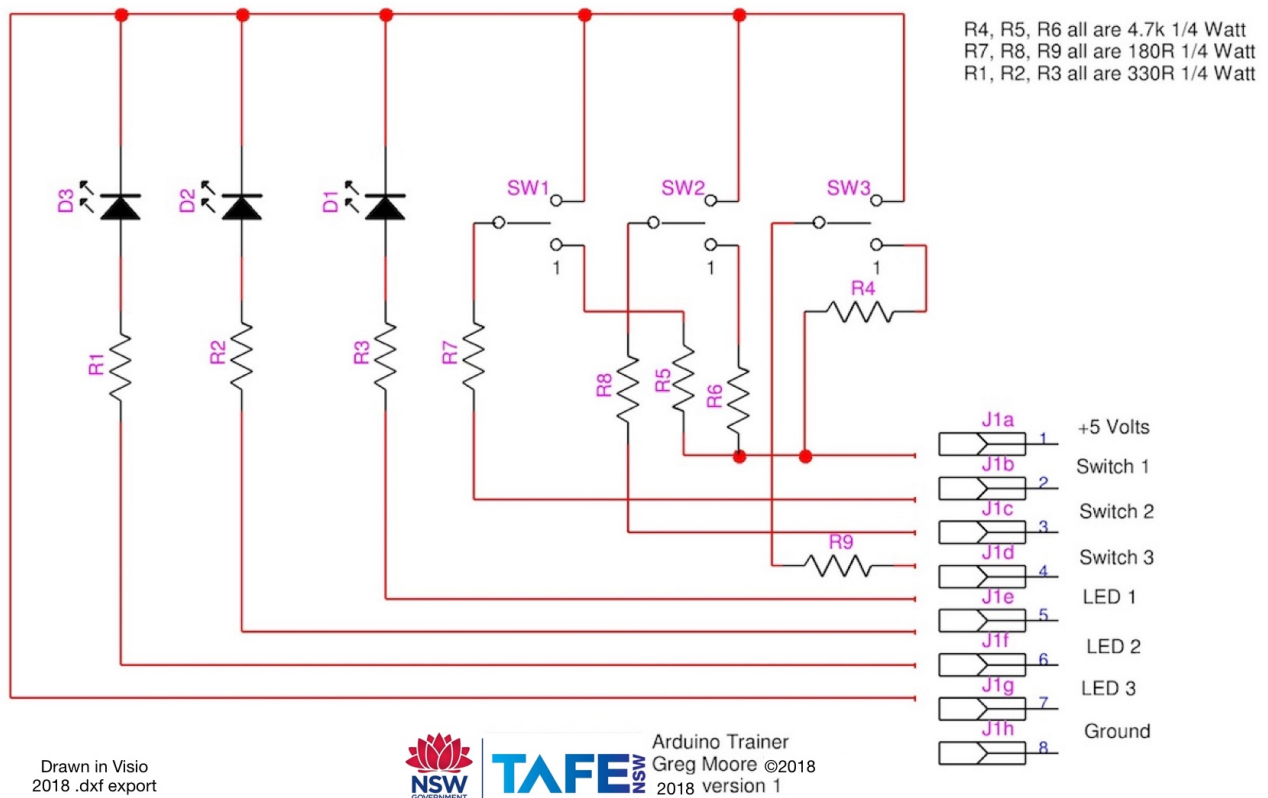 R4, R5, R6 all are 4.7k 1/4 Watt
R7, R8, R9 all are 180R 1/4 Watt
R1, R2, R3 all are 330R 1/4 Watt
D3
D2
D1
SW1
SW2
SW3
1
1
1
R4
R1
R2
R3
R7
R8
R5
R6
R9
J1a
1
+5 Volts
J1b
2
Switch 1
J1c
3
Switch 2
J1d
4
Switch 3
J1e
5
LED 1
J1f
6
LED 2
J1g
7
LED 3
J1h
8
Ground
Drawn in Visio
2018 .dxf export
NSW
GOVERNMENT
TAFE NSW
Arduino Trainer
Greg Moore ©2018
2018 version 1